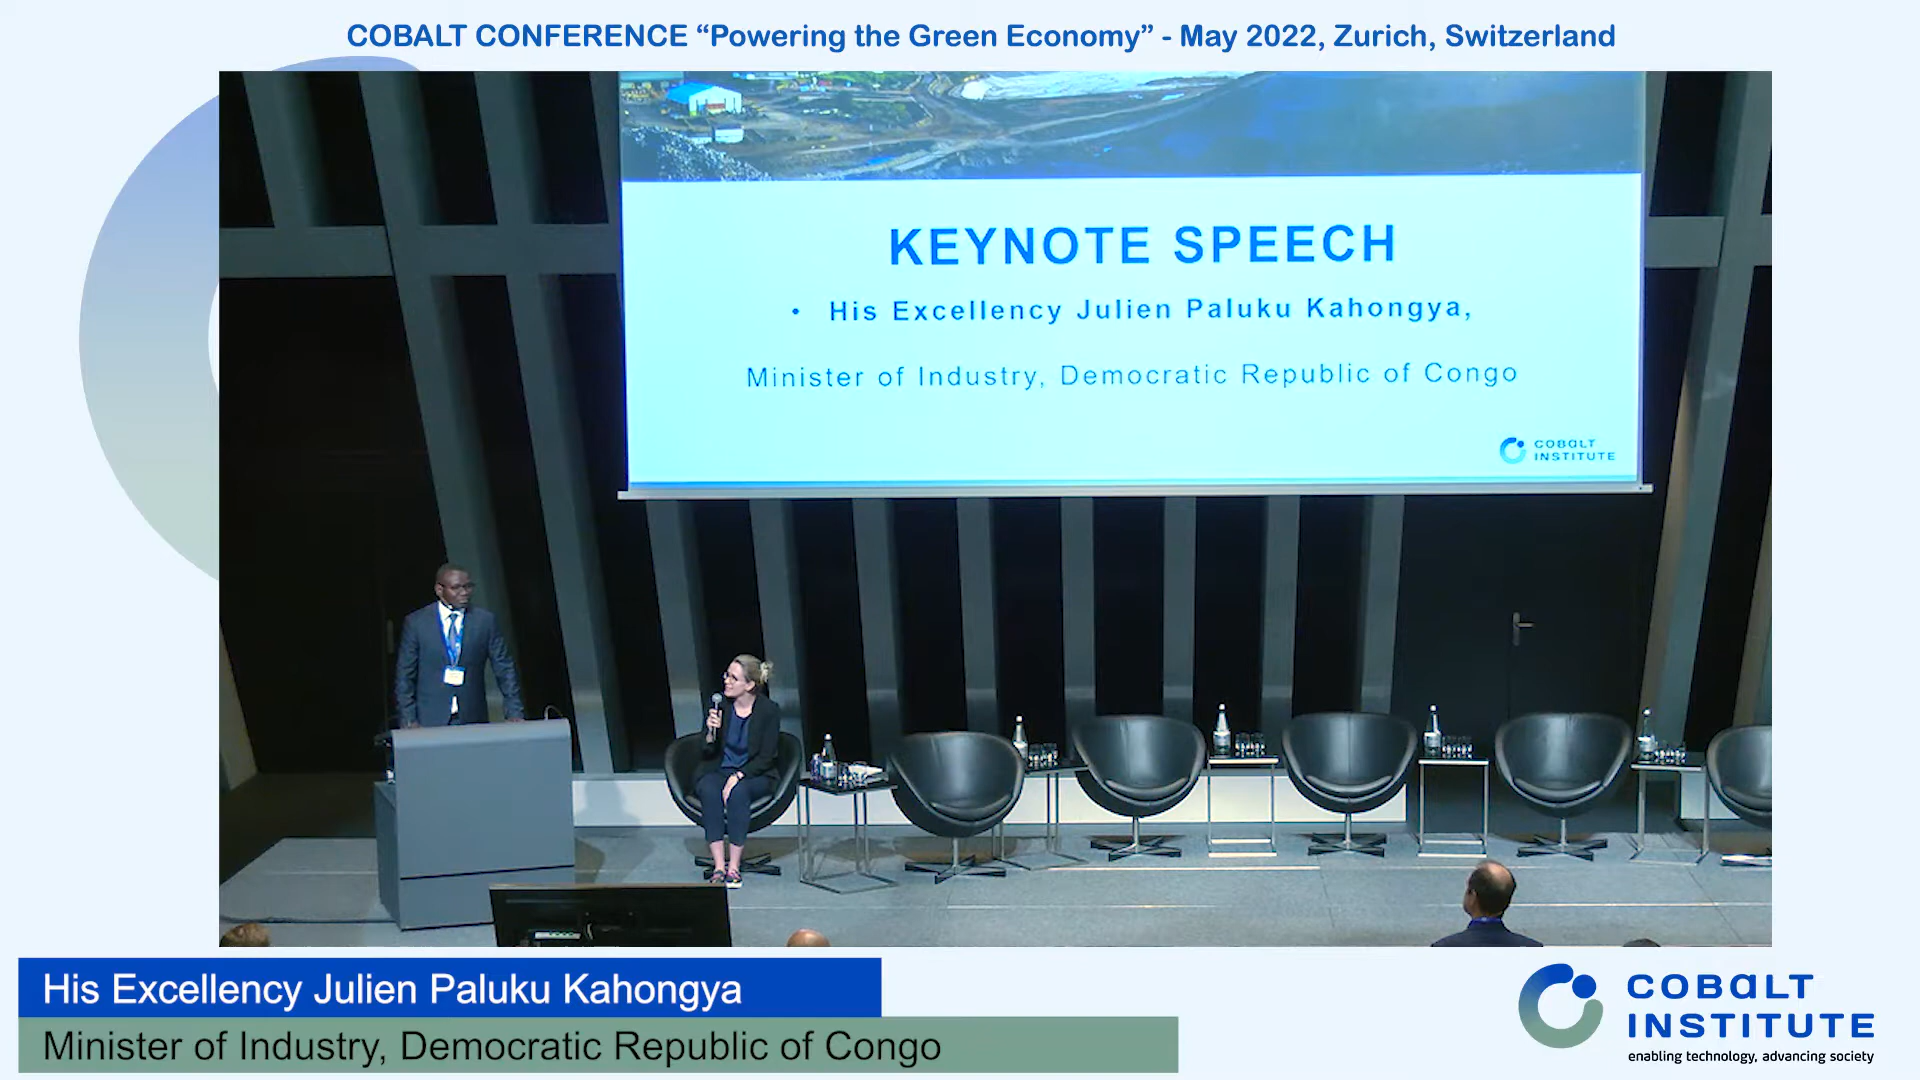 COBALT CONFERENCE “Powering the Green Economy” - May 2022, Zurich, Switzerland
KEYNOTE SPEECH
• His Excellency Julien Paluku Kahongya,
Minister of Industry, Democratic Republic of Congo
COBALT
INSTITUTE
His Excellency Julien Paluku Kahongya
Minister of Industry, Democratic Republic of Congo
COBALT
INSTITUTE
enabling technology, advancing society